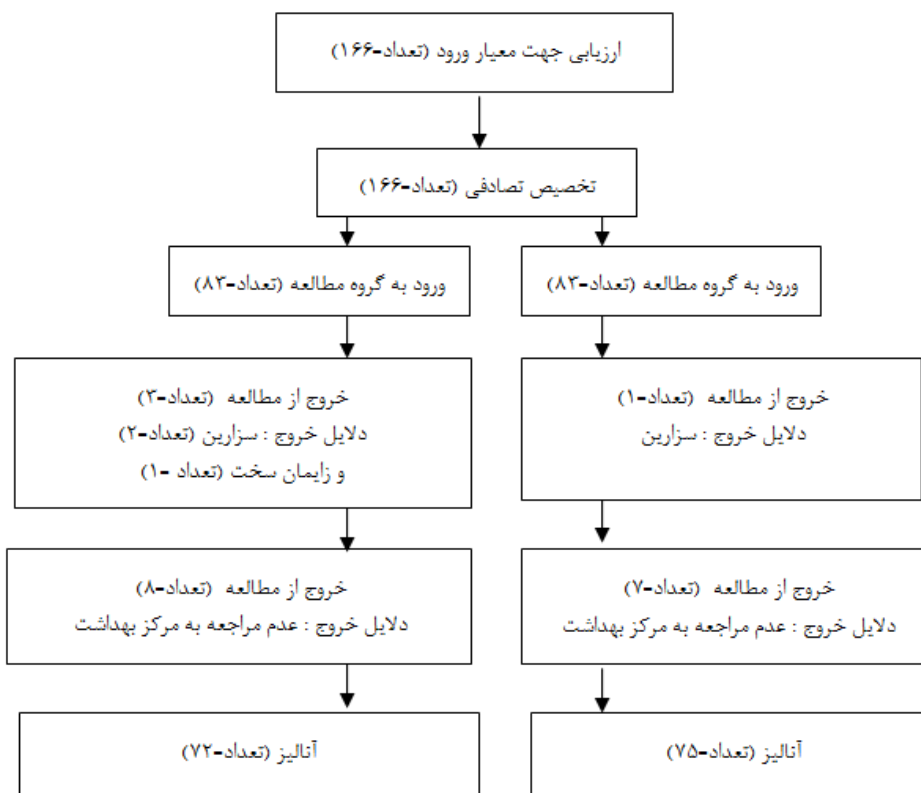 ارزیابی جهت معیار ورود (تعداد-۱۶۶)
تخصیص تصادفی (تعداد-۱۶۶)
ورود به گروه مطالعه (تعداد-۸۳)
ورود به گروه مطالعه (تعداد-۸۳)
خروج از مطالعه (تعداد-۱)
دلایل خروج : سزارین
خروج از مطالعه (تعداد-۳)
دلایل خروج : سزارین (تعداد-۲)
و زایمان سخت (تعداد -۱)
خروج از مطالعه (تعداد-۷)
دلایل خروج : عدم مراجعه به مرکز بهداشت
خروج از مطالعه (تعداد-۸)
دلایل خروج : عدم مراجعه به مرکز بهداشت
آنالیز (تعداد-۷۵)
آنالیز (تعداد-۷۲)